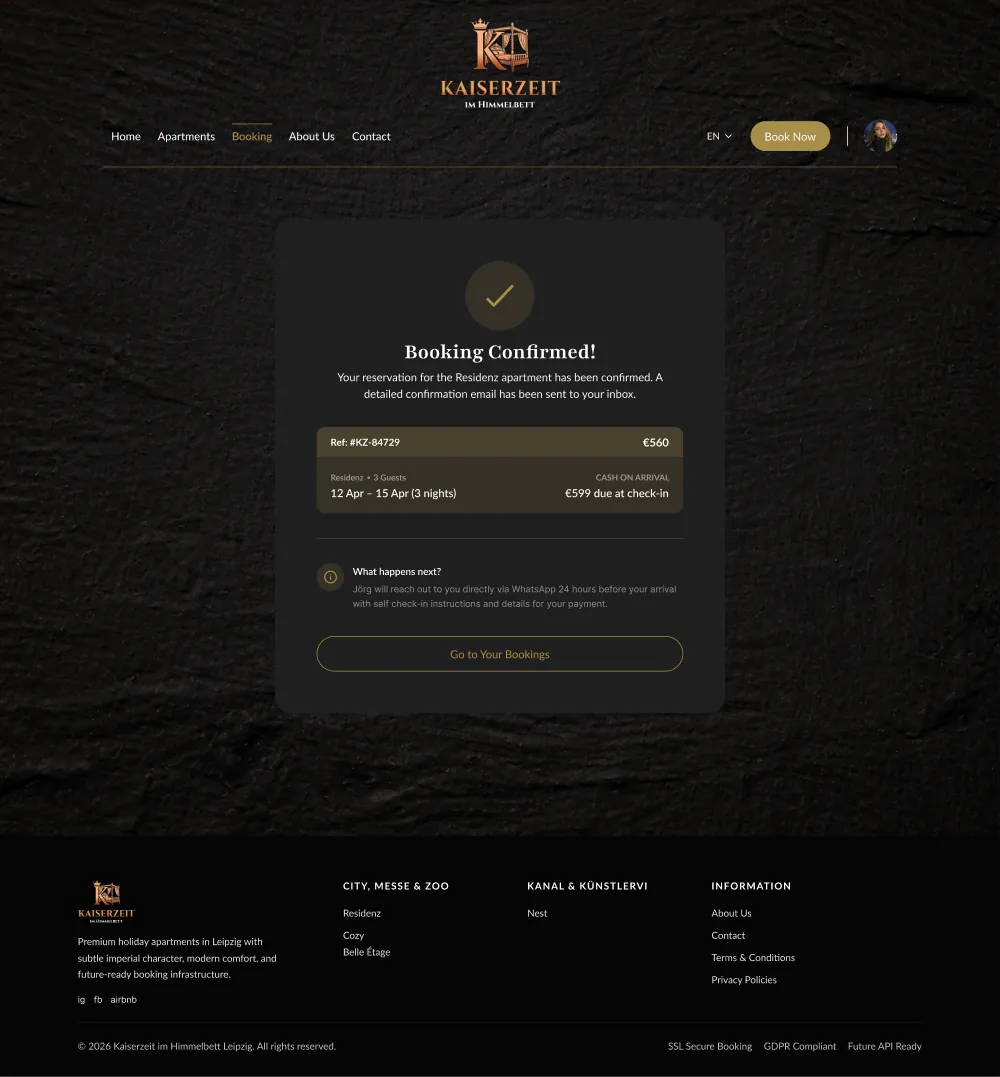 KAISERZEIT
IM HIMMELBETT
Home Apartments Booking About Us Contact
EN Book Now
Booking Confirmed!
Your reservation for the Residenz apartment has been confirmed. A
detailed confirmation email has been sent to your inbox.
Ref: #KZ-84729 €560
Residenz • 3 Guests CASH ON ARRIVAL
12 Apr – 15 Apr (3 nights) €599 due at check-in
What happens next?
Jörg will reach out to you directly via WhatsApp 24 hours before your arrival
with self check-in instructions and details for your payment.
Go to Your Bookings
KAISERZEIT
IM HIMMELBETT
Premium holiday apartments in Leipzig with
subtle imperial character, modern comfort, and
future-ready booking infrastructure.
ig fb airbnb
CITY, MESSE & ZOO
Residenz
Cozy
Belle Étage
KANAL & KÜNSTLERVI
Nest
INFORMATION
About Us
Contact
Terms & Conditions
Privacy Policies
© 2026 Kaiserzeit im Himmelbett Leipzig. All rights reserved.
SSL Secure Booking GDPR Compliant Future API Ready